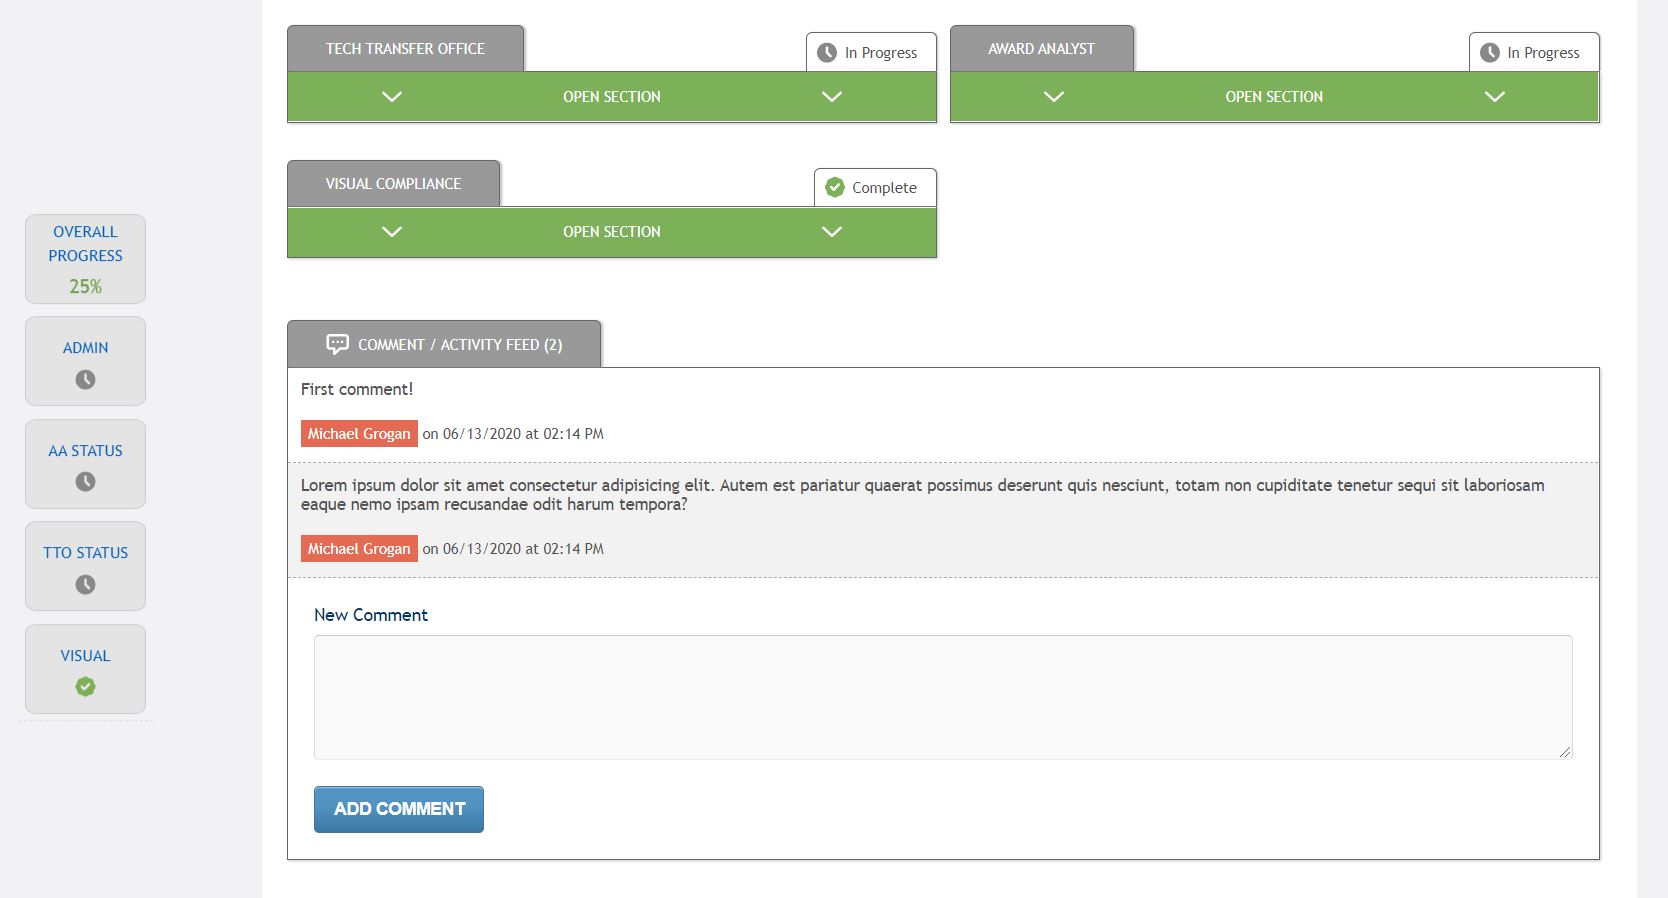 TECH TRANSFER OFFICE
In Progress
OPEN SECTION
AWARD ANALYST
In Progress
OPEN SECTION
VISUAL COMPLIANCE
Complete
OPEN SECTION
OVERALL
PROGRESS
25%
ADMIN
AA STATUS
TTO STATUS
VISUAL
COMMENT / ACTIVITY FEED (2)
First comment!
Michael Grogan on 06/13/2020 at 02:14 PM
Lorem ipsum dolor sit amet consectetur adipisicing elit. Autem est pariatur quaerat possimus deserunt quis nesciunt, totam non cupiditate tenetur sequi sit laboriosam
eaque nemo ipsam recusandae odit harum tempora?
Michael Grogan on 06/13/2020 at 02:14 PM
New Comment
ADD COMMENT